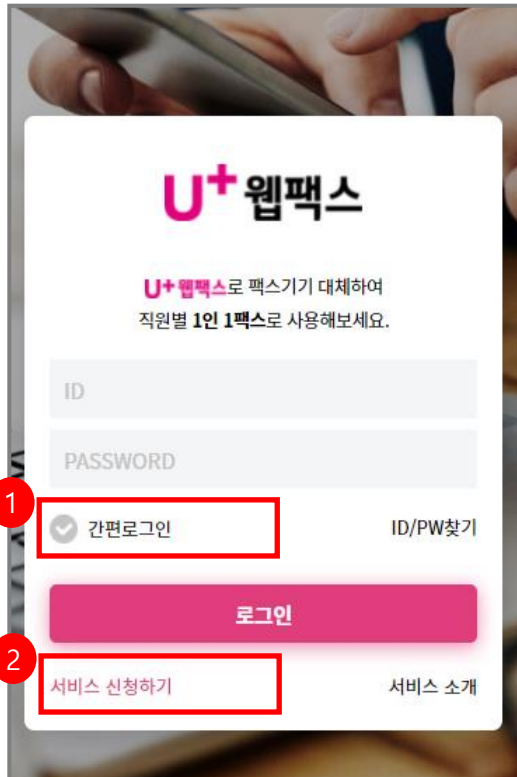 U+ 웹팩스
U+ 웹팩스로 팩스기기 대체하여
직원별 1인 1팩스로 사용해보세요.
ID
PASSWORD
1
간편로그인 ID/PW찾기
로그인
2
서비스 신청하기 서비스 소개